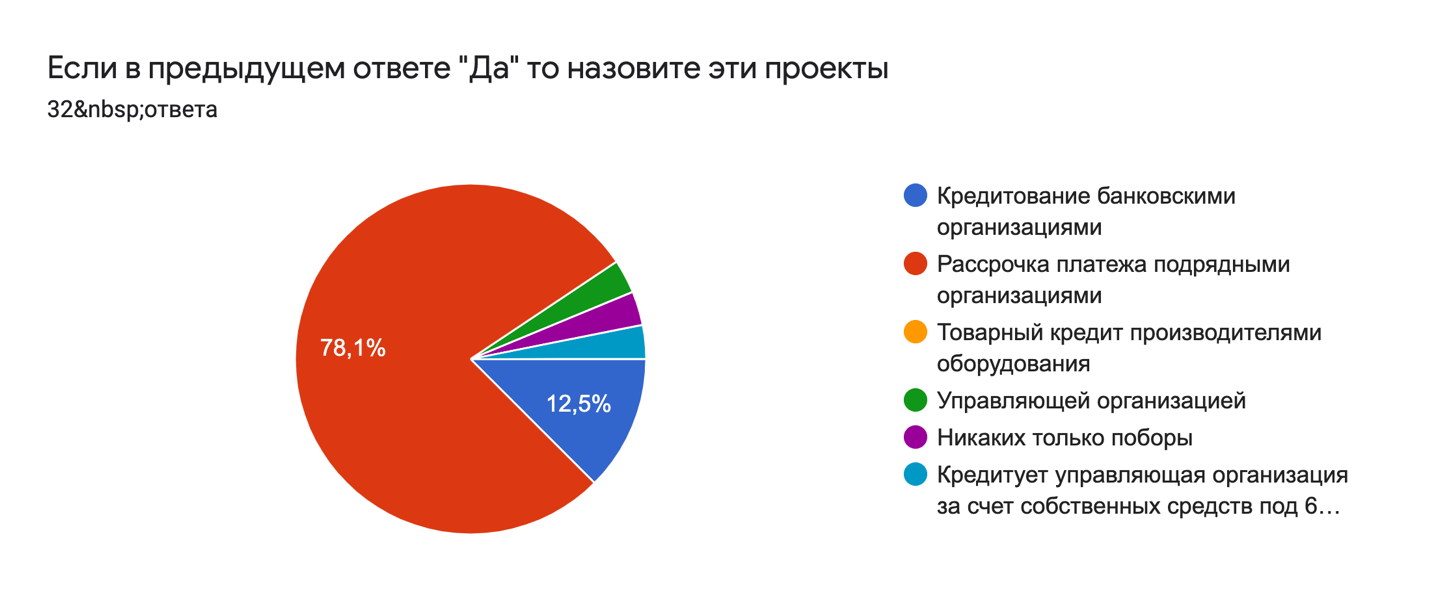 Если в предыдущем ответе "Да" то назовите эти проекты
32&nbsp;ответа
78,1%
12,5%
Кредитование банковскими
организациями
Рассрочка платежа подрядными
организациями
Товарный кредит производителями
оборудования
Управляющей организацией
Никаких только поборы
Кредитует управляющая организация
за счет собственных средств под 6…